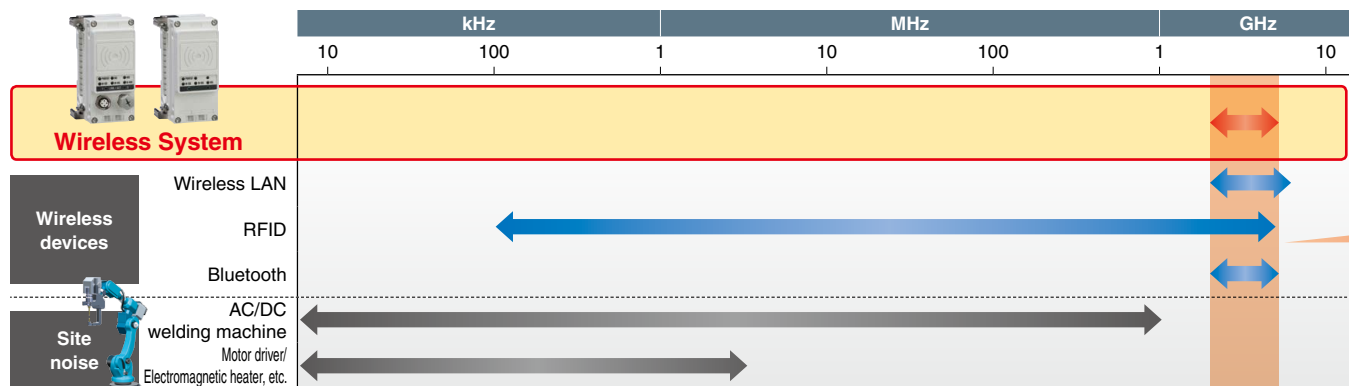 kHz MHz GHz
10 100 1 10 100 1 10
Wireless System
Wireless LAN
Wireless
devices
RFID
Bluetooth
AC/DC
welding machine
Site
noise
Motor driver/
Electromagnetic heater, etc.